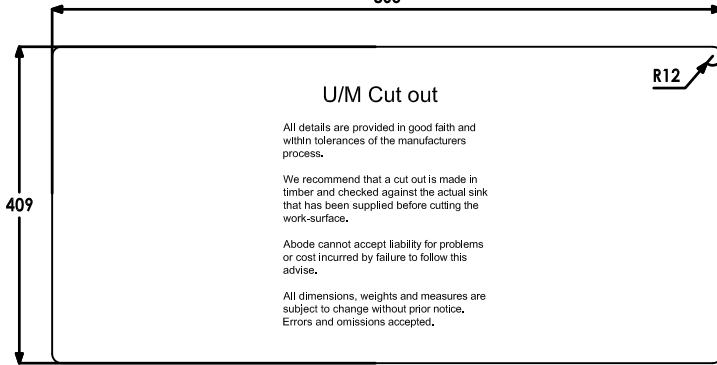 R12
U/M Cut out
All details are provided in good faith and
within tolerances of the manufacturers
process.
We recommend that a cut out is made in
timber and checked against the actual sink
that has been supplied before cutting the
work-surface.
409
Abode cannot accept liability for problems
or cost incurred by failure to follow this
advise.
All dimensions, weights and measures are
subject to change without prior notice.
Errors and omissions accepted.